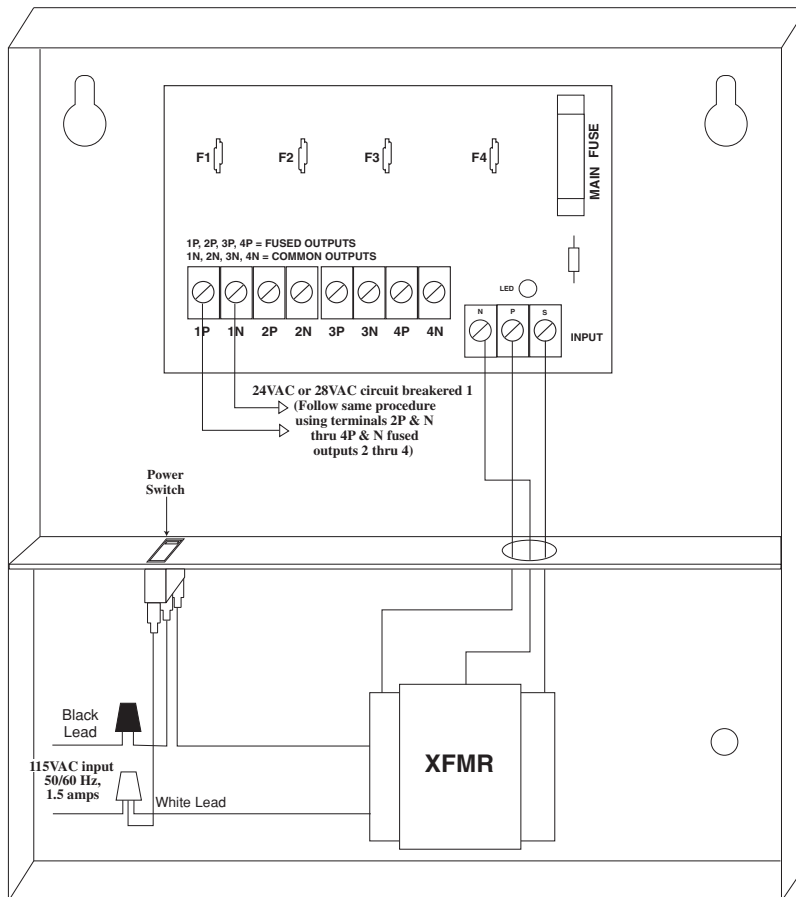 F1
F2
F3
F4
MAIN FUSE
1P, 2P, 3P, 4P = FUSED OUTPUTS
1N, 2N, 3N, 4N = COMMON OUTPUTS
LED
N P S
INPUT
1P 1N 2P 2N 3P 3N 4P 4N
24VAC or 28VAC circuit breakered 1
(Follow same procedure
using terminals 2P & N
thru 4P & N fused
outputs 2 thru 4)
Power
Switch
Black
Lead
115VAC input
50/60 Hz,
1.5 amps
White Lead
XFMR